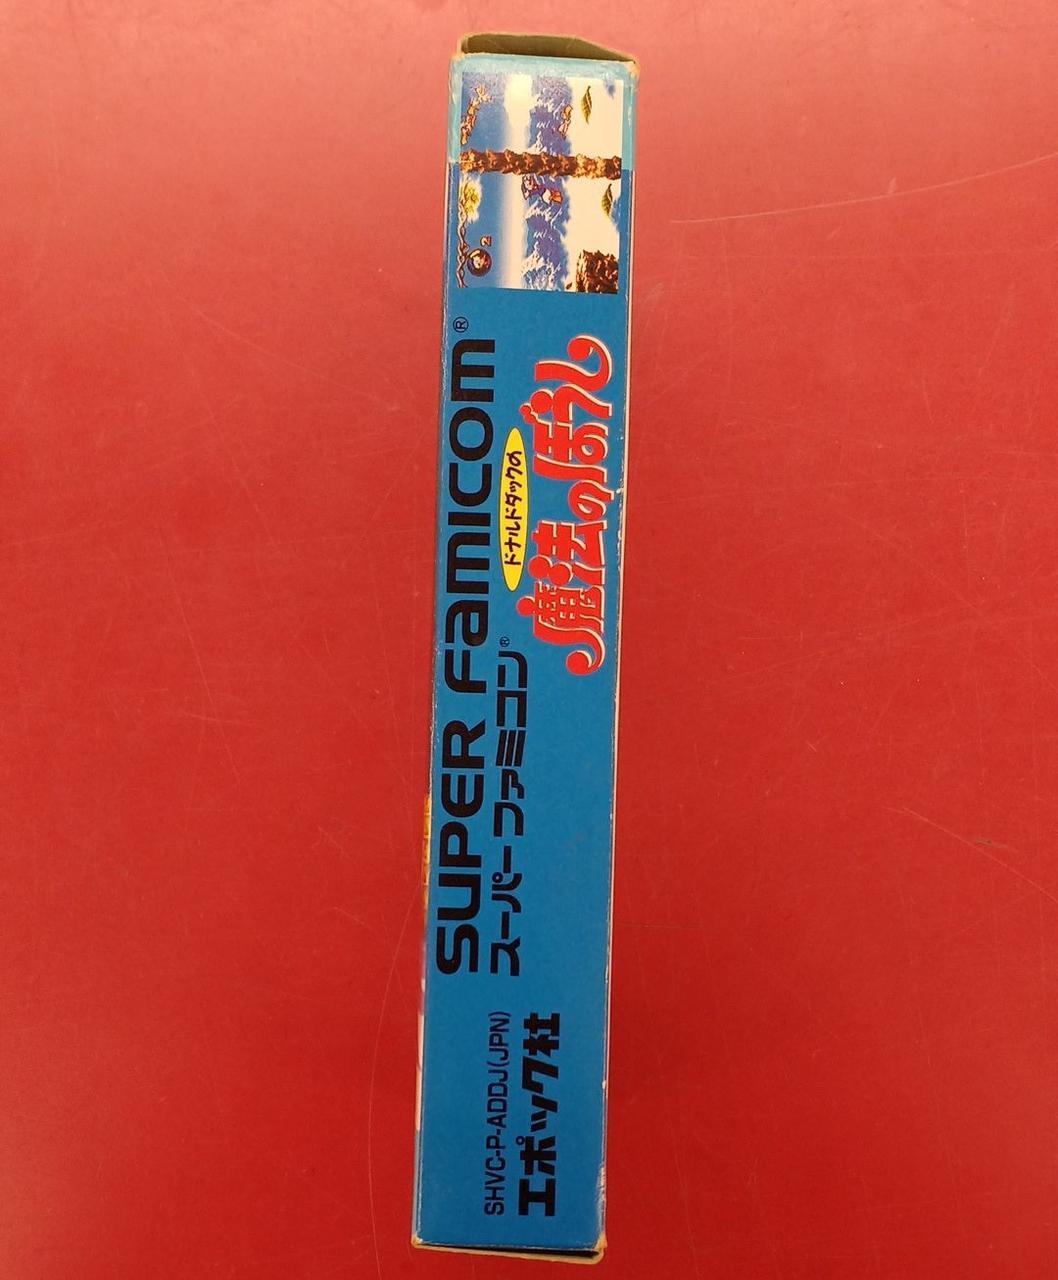 SHVC-P-ADDJ(JPN)
エポック社
SUPER FAMICOM®
スーパーファミコン®
ドナルドダックの
魔法のぼうし
2